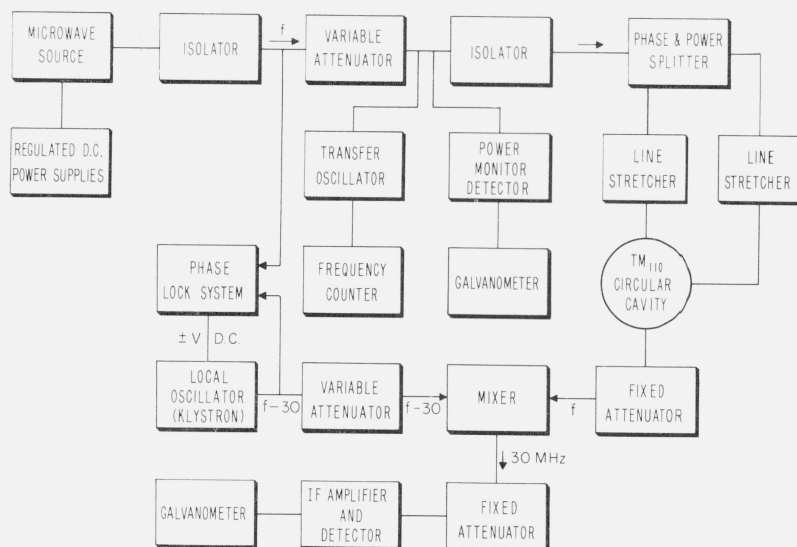 MICROWAVE
SOURCE
ISOLATOR
f
VARIABLE
ATTENUATOR
ISOLATOR
PHASE & POWER
SPLITTER
REGULATED D.C.
POWER SUPPLIES
TRANSFER
OSCILLATOR
POWER
MONITOR
DETECTOR
LINE
STRETCHER
LINE
STRETCHER
PHASE
LOCK SYSTEM
FREQUENCY
COUNTER
GALVANOMETER
TM110
CIRCULAR
CAVITY
±V D.C.
LOCAL
OSCILLATOR
(KLYSTRON)
f-30
VARIABLE
ATTENUATOR
f-30
MIXER
f
FIXED
ATTENUATOR
30 MHz
GALVANOMETER
IF AMPLIFIER
AND
DETECTOR
FIXED
ATTENUATOR